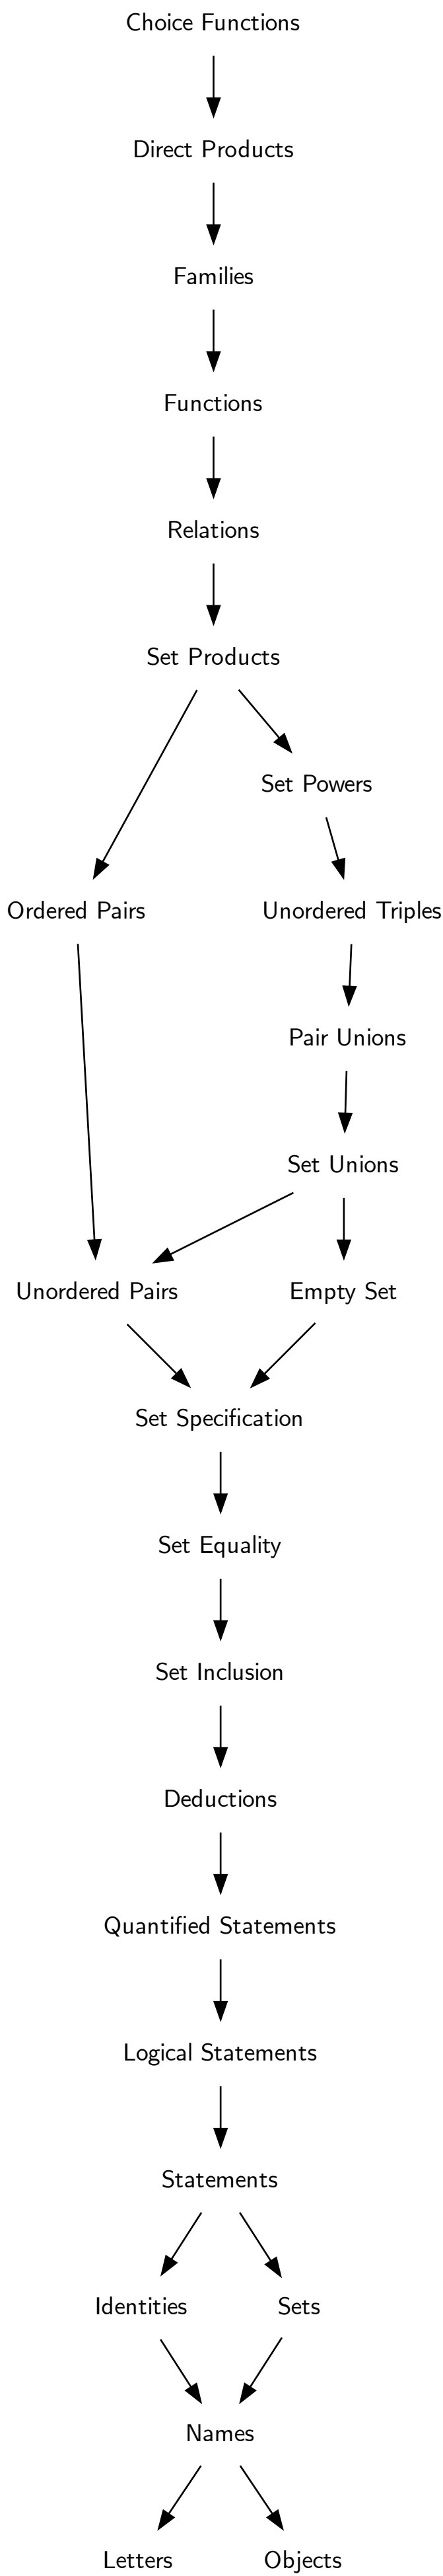 Choice Functions
Direct Products
Families
Functions
Relations
Set Products
Set Powers
Ordered Pairs
Unordered Triples
Pair Unions
Set Unions
Unordered Pairs
Empty Set
Set Specification
Set Equality
Set Inclusion
Deductions
Quantified Statements
Logical Statements
Statements
Identities
Sets
Names
Letters
Objects